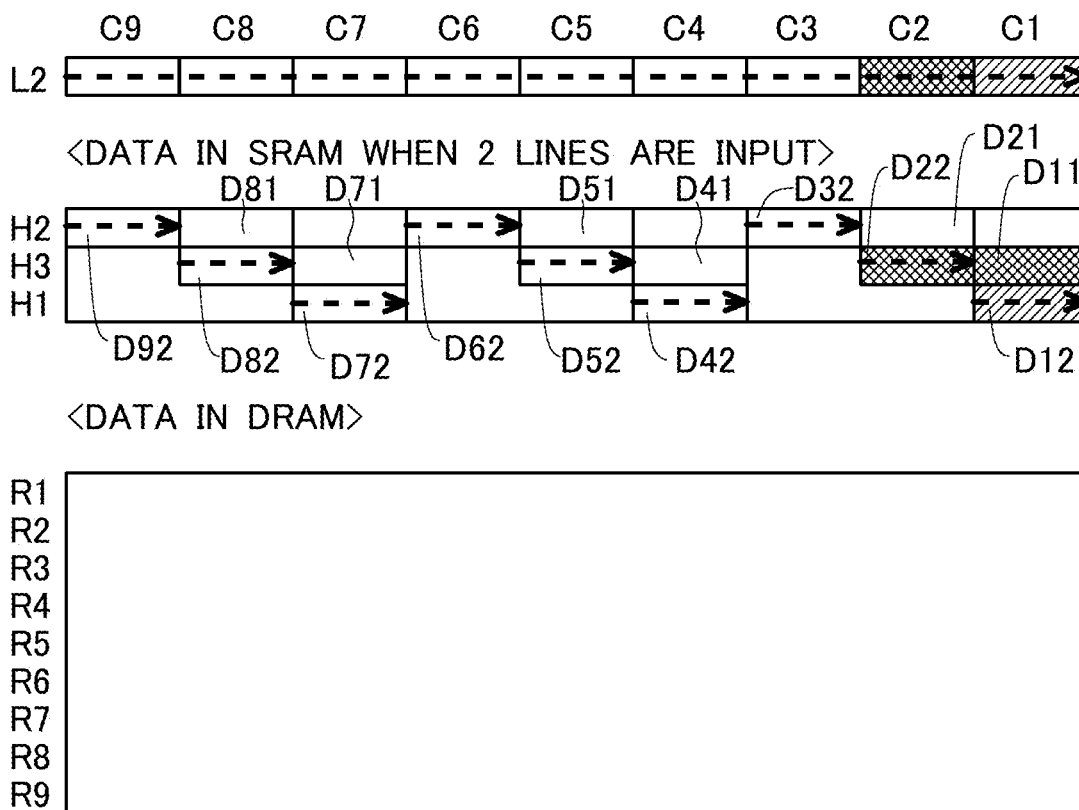 C9 C8 C7 C6 C5 C4 C3 C2 C1
L2
<DATA IN SRAM WHEN 2 LINES ARE INPUT>
D21
D81 D71 D51 D41 D32 D22 D11
H2
H3
H1
D92 D82 D72 D62 D52 D42 D12
<DATA IN DRAM>
R1
R2
R3
R4
R5
R6
R7
R8
R9